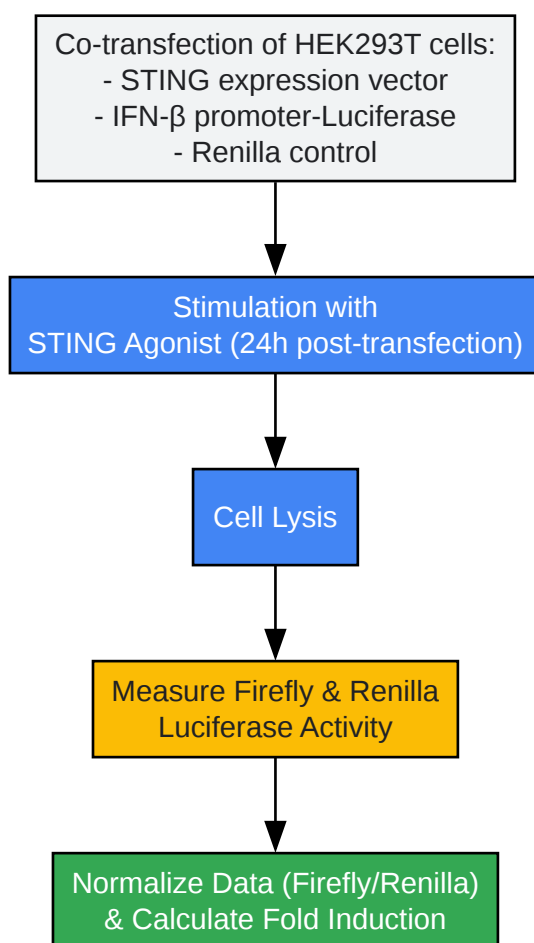 Co-transfection of HEK293T cells:
- STING expression vector
- IFN-β promoter-Luciferase
- Renilla control
Stimulation with
STING Agonist (24h post-transfection)
Cell Lysis
Measure Firefly & Renilla
Luciferase Activity
Normalize Data (Firefly/Renilla)
& Calculate Fold Induction